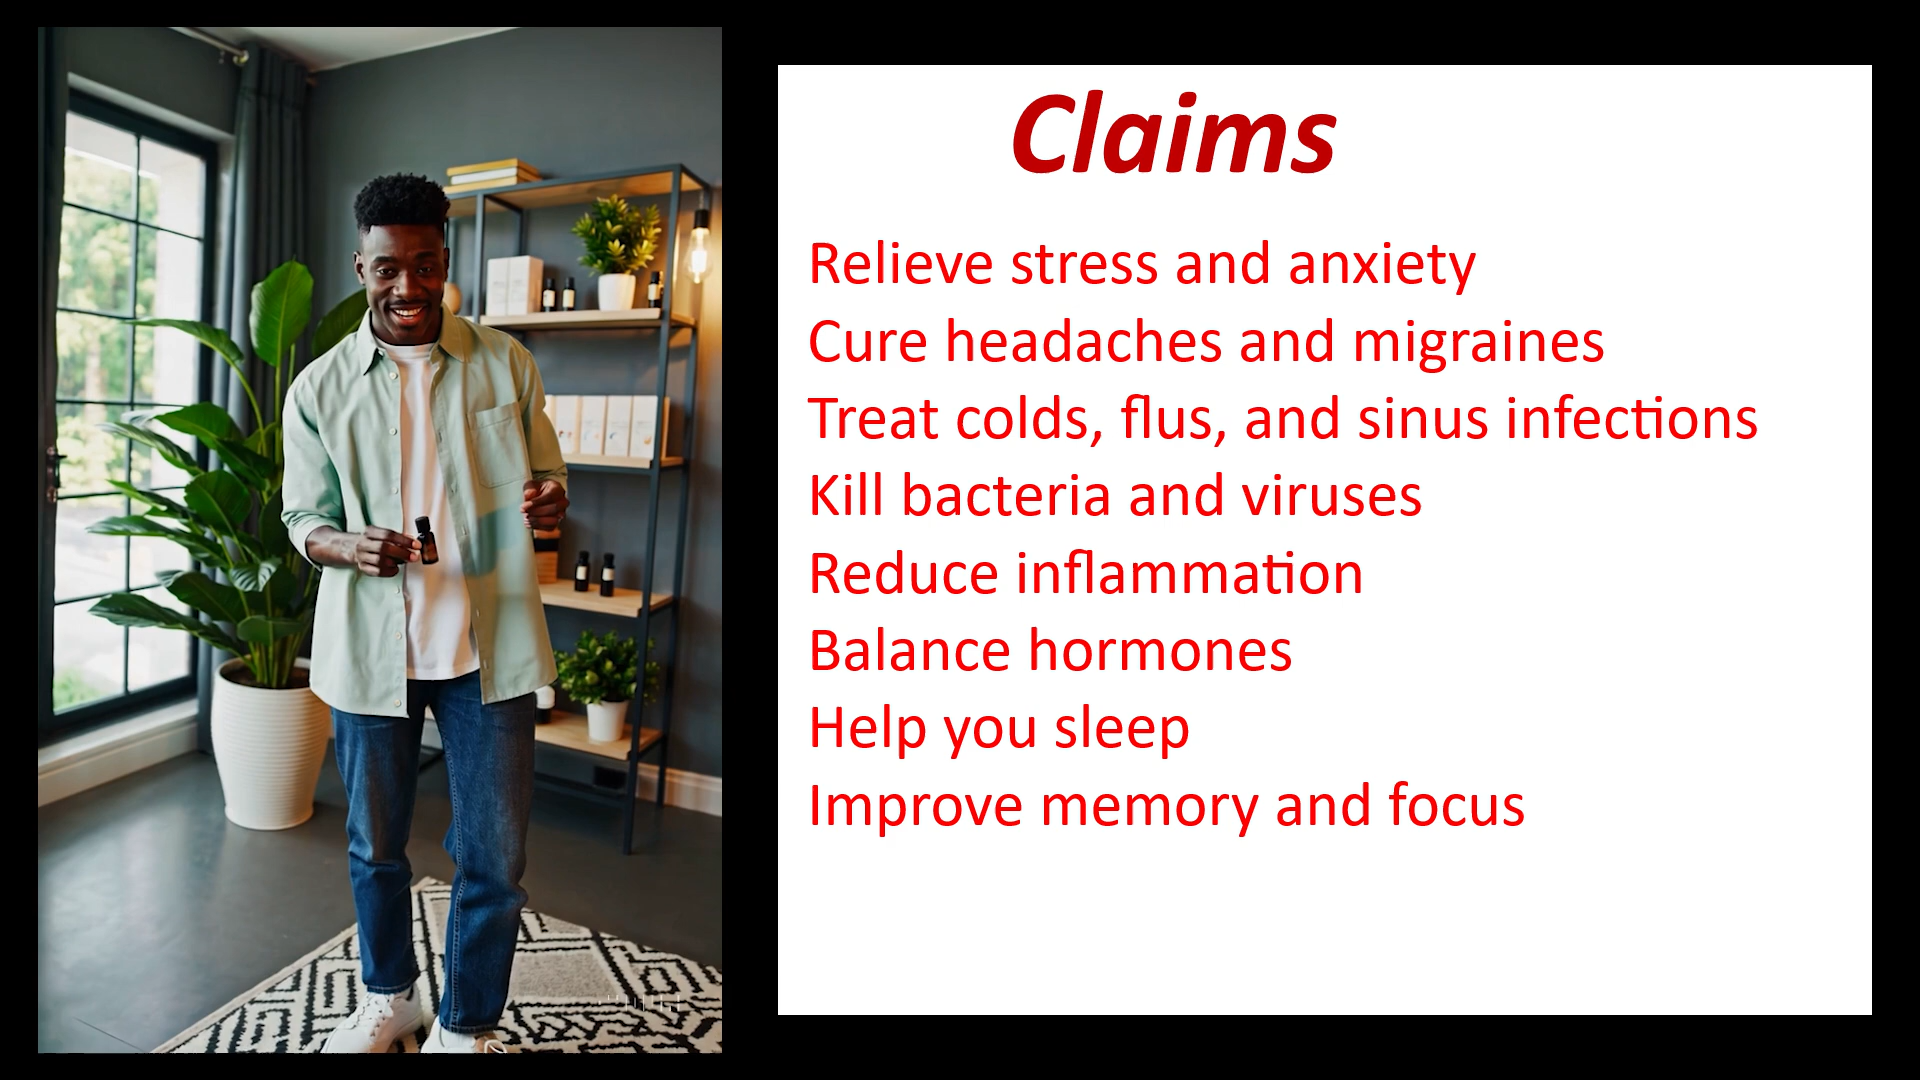 Claims
Relieve stress and anxiety
Cure headaches and migraines
Treat colds, flus, and sinus infections
Kill bacteria and viruses
Reduce inflammation
Balance hormones
Help you sleep
Improve memory and focus